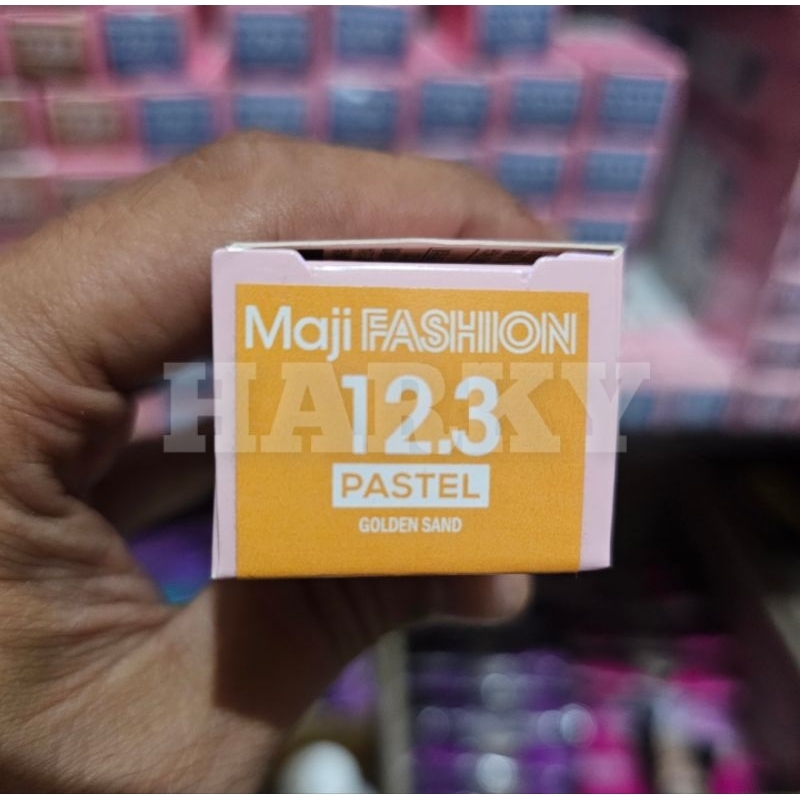 Maji FASHION
12.3
HARKY
PASTEL
GOLDEN SAND